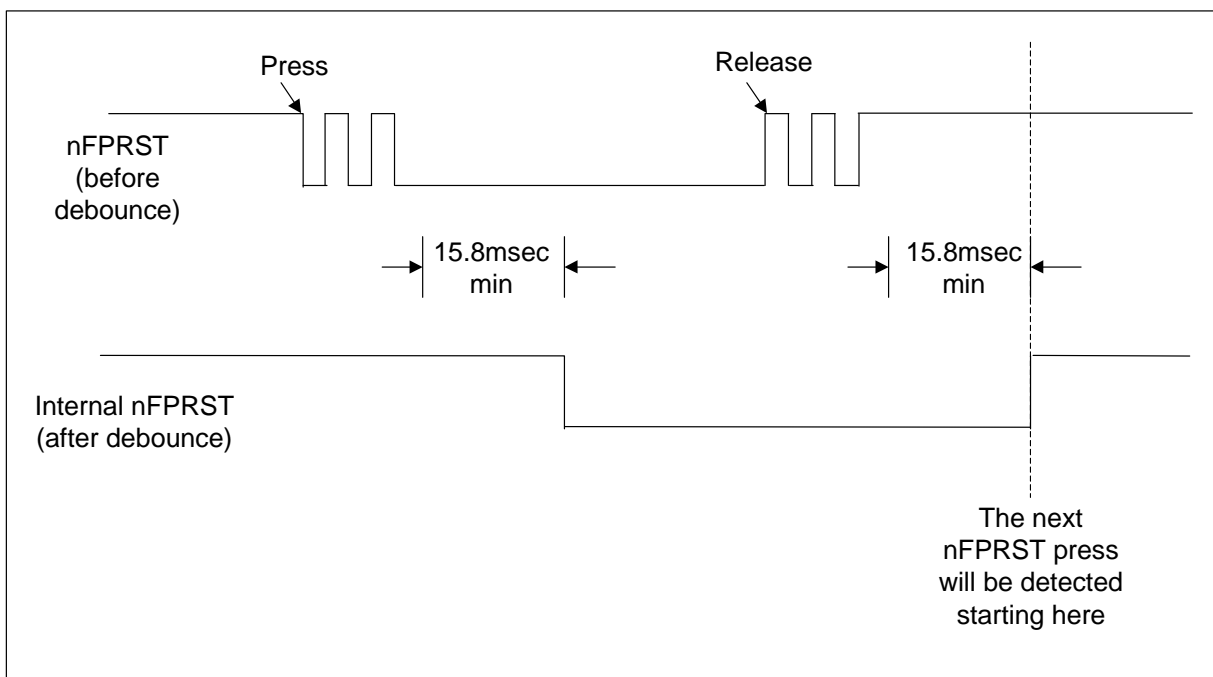 Press
Release
nFPRST
(before
debounce)
15.8msec
min
15.8msec
min
Internal nFPRST
(after debounce)
The next
nFPRST press
will be detected
starting here